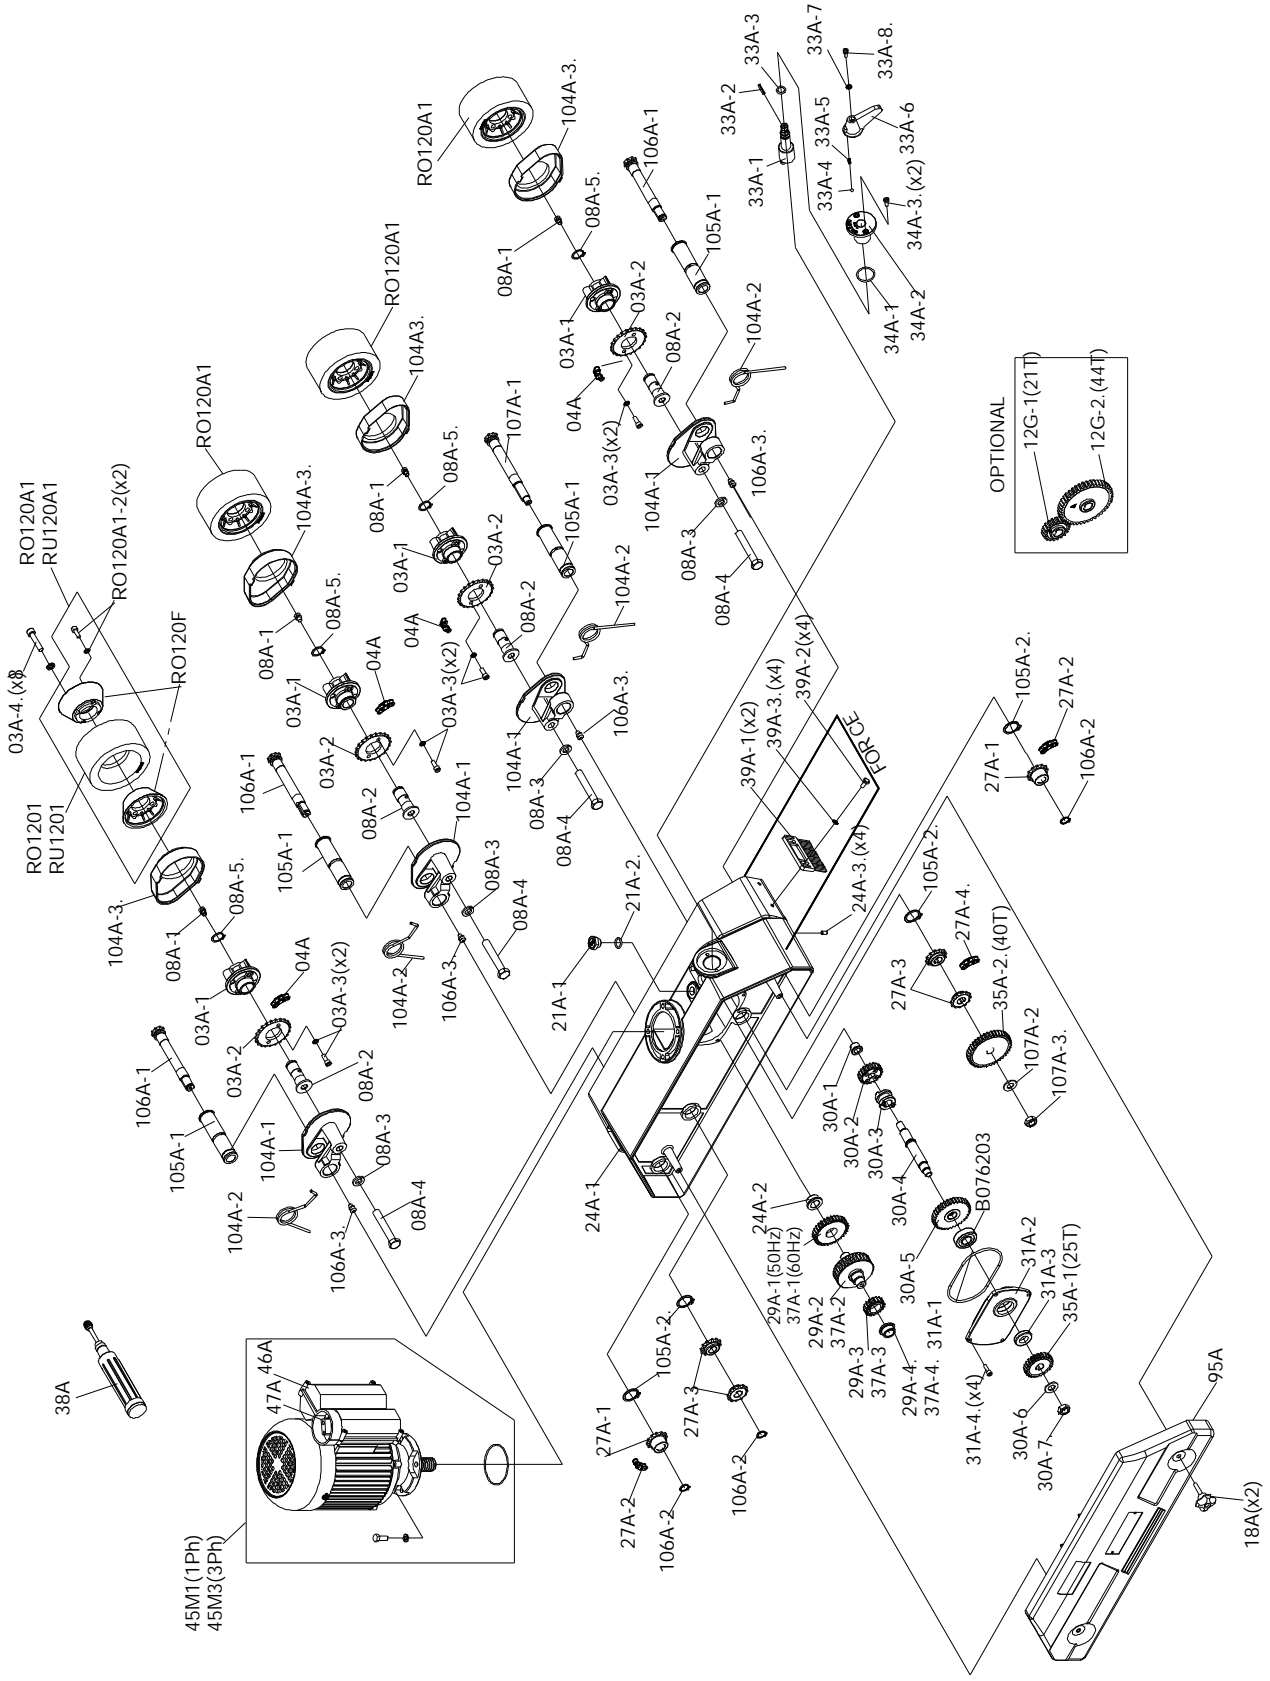 RO120A1
104A-3.
08A-5.
08A-1
03A-1
03A-2
04A
03A-3(x2)
08A-2
104A-1
08A-3
08A-4
106A-1
105A-1
104A-2
106A-3.
33A-3
33A-2
33A-1
33A-7
33A-8.
33A-5
33A-6
33A-4
34A-3.(x2)
34A-1
34A-2
RO120A1
104A3.
08A-5.
08A-1
107A-1
03A-1
03A-2
04A
03A-3(x2)
08A-2
105A-1
104A-2
104A-1
08A-3
08A-4
106A-3.
OPTIONAL
12G-1(21T)
12G-2.(44T)
RO120A1
104A-3.
08A-5.
08A-1
03A-1
04A
03A-2
03A-3(x2)
106A-1
08A-2
104A-1
105A-1
08A-3
08A-4
104A-2
106A-3.
RO120A1
RU120A1
RO120A1-2(x2)
RO120F
03A-4.(x8
RO1201
RU1201
104A-3.
08A-5.
08A-1
04A
03A-1
03A-3(x2)
03A-2
08A-2
106A-1
105A-1
104A-1
08A-3
08A-4
104A-2
106A-3.
21A-2.
21A-1
39A-1(x2)
39A-3.(x4)
39A-2(x4)
FORCE
24A-3.(x4)
24A-1
105A-2.
27A-2
27A-1
106A-2
105A-2.
27A-4.
27A-3
35A-2.(40T)
107A-2
107A-3.
30A-1
30A-2
30A-3
30A-4
B076203
30A-5
24A-2
29A-1(50Hz)
37A-1(60Hz)
29A-2
37A-2
29A-3
37A-3
29A-4.
37A-4.
31A-1
31A-2
31A-3
35A-1(25T)
31A-4.(x4)
30A-6
30A-7.
38A
46A
47A
45M1(1Ph)
45M3(3Ph)
105A-2.
27A-1
27A-3
27A-2
106A-2
106A-2
95A
18A(x2)